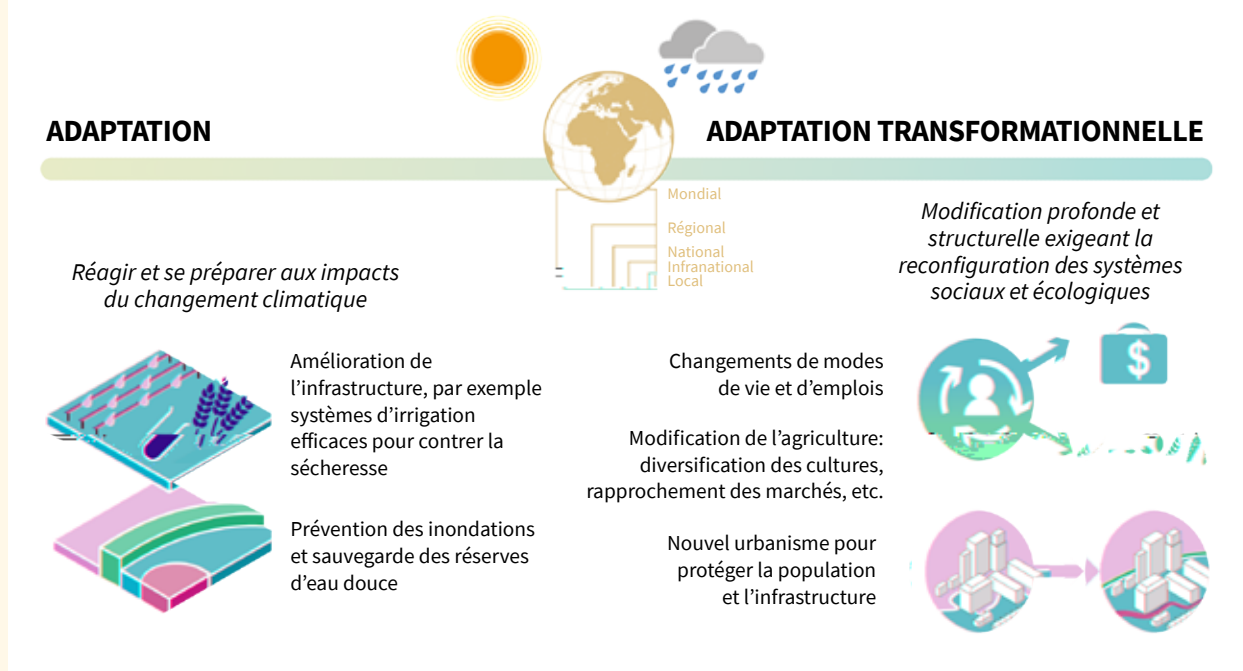 ADAPTATION
ADAPTATION TRANSFORMATIONNELLE
Mondial
Régional
National
Infranational
Local
Réagir et se préparer aux impacts
du changement climatique
Modification profonde et
structurelle exigeant la
reconfiguration des systèmes
sociaux et écologiques
Amélioration de
l’infrastructure, par exemple
systèmes d’irrigation
efficaces pour contrer la
sécheresse
Prévention des inondations
et sauvegarde des réserves
d’eau douce
Changements de modes
de vie et d’emplois
$
Modification de l’agriculture:
diversification des cultures,
rapprochement des marchés, etc.
Nouvel urbanisme pour
protéger la population
et l’infrastructure